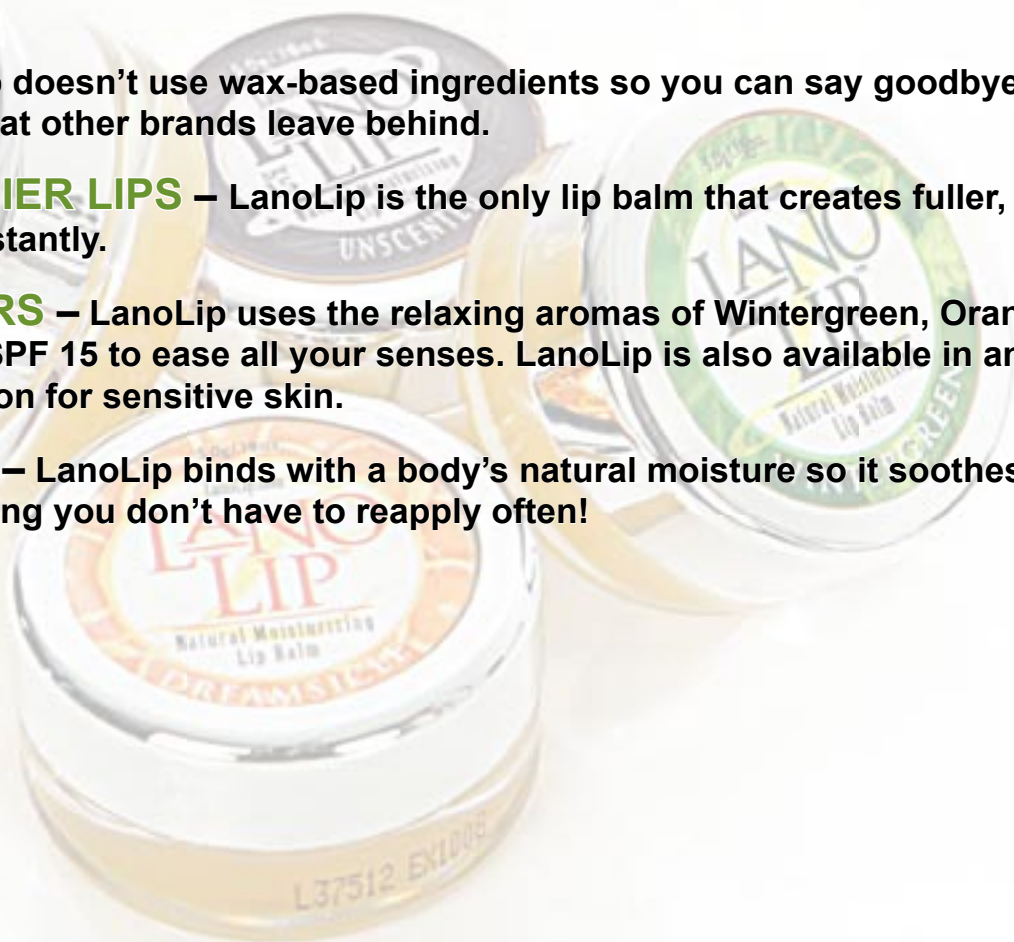 doesn’t use wax-based ingredients so you can say goodbye
at other brands leave behind.
IER LIPS – LanoLip is the only lip balm that creates fuller,
stantly.
RS – LanoLip uses the relaxing aromas of Wintergreen, Oran
SPF 15 to ease all your senses. LanoLip is also available in an
on for sensitive skin.
– LanoLip binds with a body’s natural moisture so it soothes
ng you don’t have to reapply often!
LANO
LIP
UNSCENT
LANO
LIP
Natural Moisturizing
Lip Balm
LANO
LIP
Natural Moisturizing
Lip Balm
DREAMSICLE
L37512 EX1008